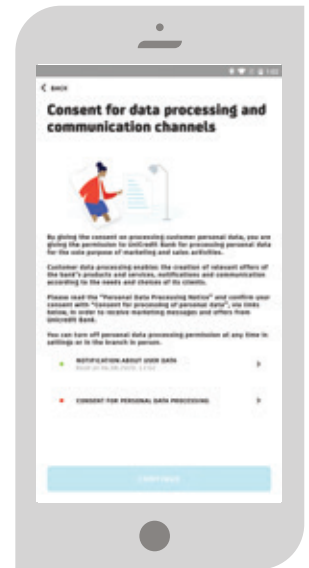 1:02
BACK
Consent for data processing and
communication channels
By giving the consent on processing customer personal data, you are
giving the permission to UniCredit Bank for processing personal data
for the sole purpose of marketing and sales activities.
Customer data processing enables the creation of relevant offers of
the bank's products and services, notifications and communication
according to the needs and choices of its clients.
Please read the "Personal Data Processing Notice" and confirm your
consent with "Consent for processing of personal data", via links
below, in order to receive marketing messages and offers from
UniCredit Bank.
You can turn off personal data processing permission at any time in
settings or in the branch in person.
NOTIFICATION ABOUT USER DATA
CONSENT FOR PERSONAL DATA PROCESSING
CONTINUE